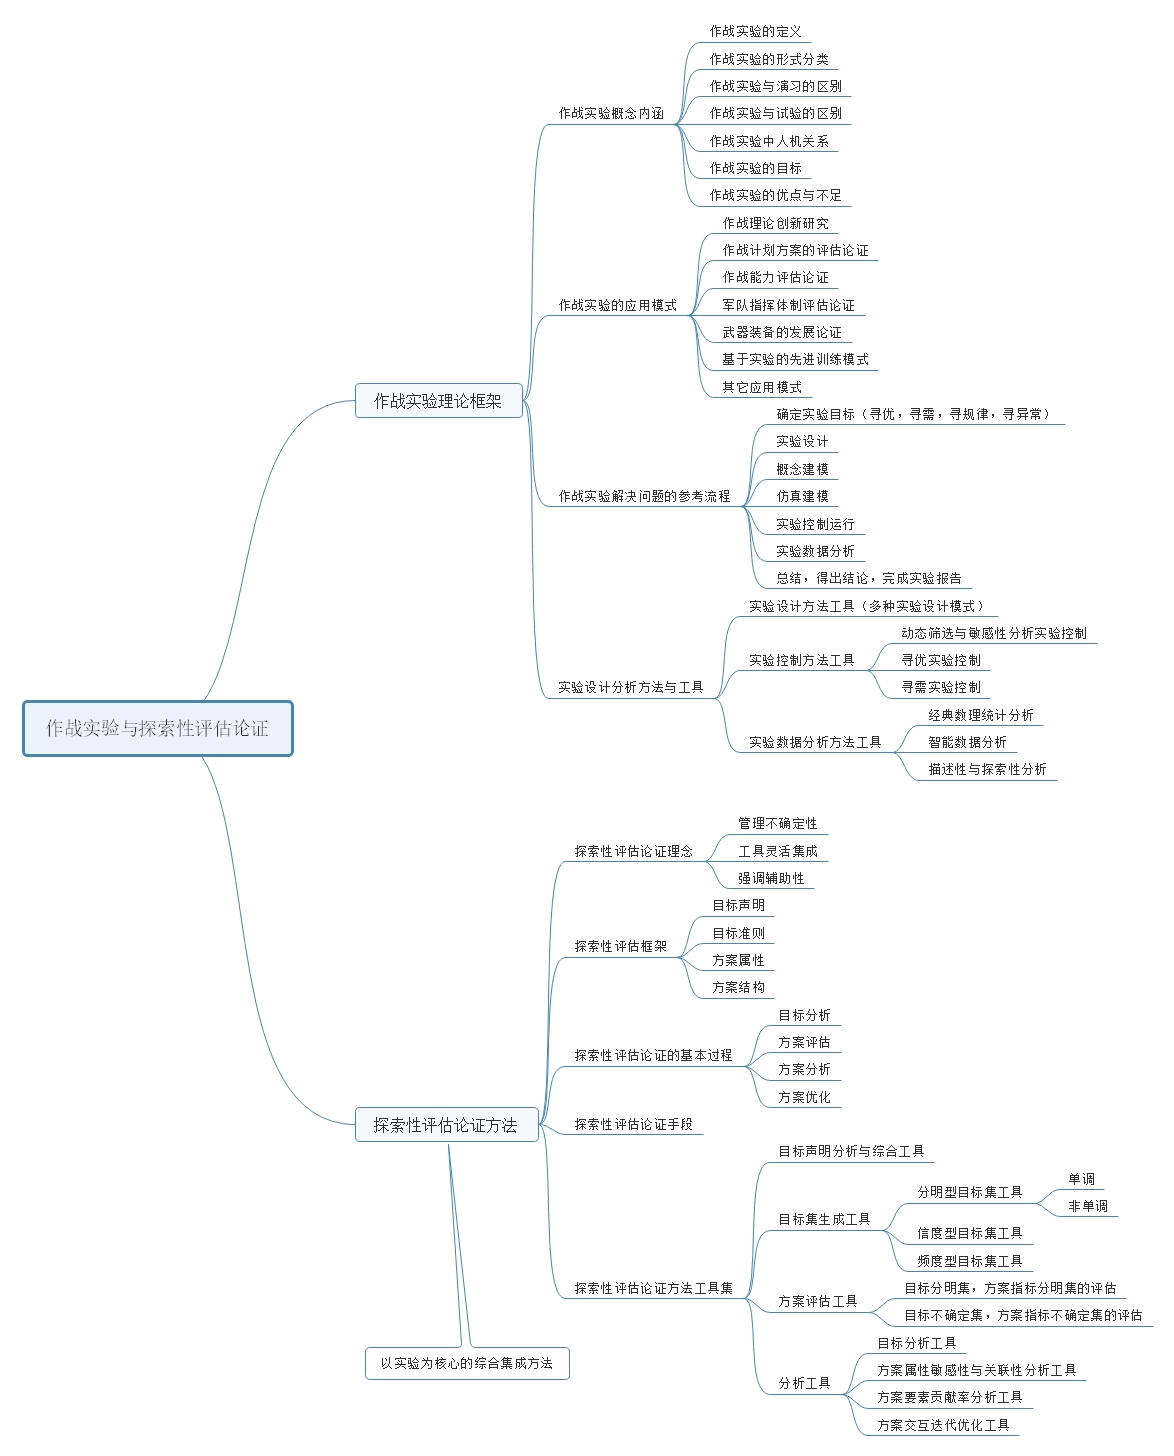 作战实验与探索性评估论证
作战实验理论框架
作战实验概念内涵
作战实验的定义
作战实验的形式分类
作战实验与演习的区别
作战实验与试验的区别
作战实验中人机关系
作战实验的目标
作战实验的优点与不足
作战实验的应用模式
作战理论创新研究
作战计划方案的评估论证
作战能力评估论证
军队指挥体制评估论证
武器装备的发展论证
基于实验的先进训练模式
其它应用模式
作战实验解决问题的参考流程
确定实验目标（寻优，寻需，寻规律，寻异常）
实验设计
概念建模
仿真建模
实验控制运行
实验数据分析
总结，得出结论，完成实验报告
实验设计分析方法与工具
实验设计方法工具（多种实验设计模式）
实验控制方法工具
动态筛选与敏感性分析实验控制
寻优实验控制
寻需实验控制
实验数据分析方法工具
经典数理统计分析
智能数据分析
描述性与探索性分析
探索性评估论证方法
探索性评估论证理念
管理不确定性
工具灵活集成
强调辅助性
探索性评估框架
目标声明
目标准则
方案属性
方案结构
探索性评估论证的基本过程
目标分析
方案评估
方案分析
方案优化
探索性评估论证手段
探索性评估论证方法工具集
目标声明分析与综合工具
目标集生成工具
分明型目标集工具
单调
非单调
信度型目标集工具
频度型目标集工具
方案评估工具
目标分明集，方案指标分明集的评估
目标不确定集，方案指标不确定集的评估
分析工具
目标分析工具
方案属性敏感性与关联性分析工具
方案要素贡献率分析工具
方案交互迭代优化工具
以实验为核心的综合集成方法